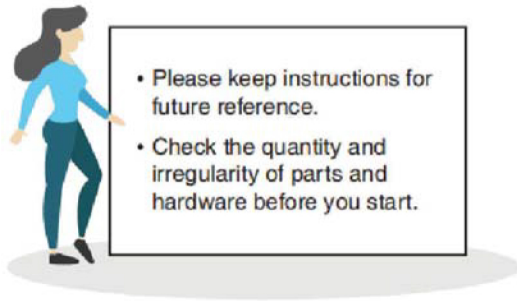 • Please keep instructions for
future reference.
• Check the quantity and
irregularity of parts and
hardware before you start.